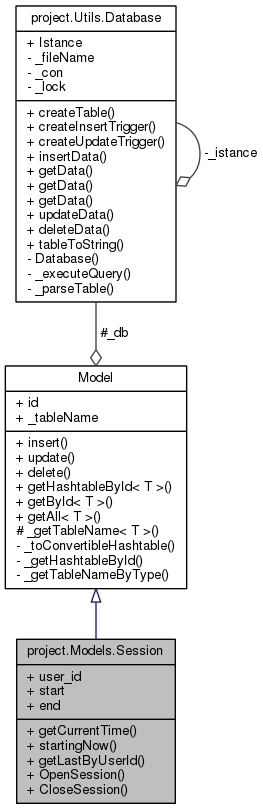 project.Utils.Database
+ Istance
- _fileName
- _con
- _lock
+ createTable()
+ createInsertTrigger()
+ createUpdateTrigger()
+ insertData()
+ getData()
+ getData()
+ getData()
+ updateData()
+ deleteData()
+ tableToString()
- Database()
- _executeQuery()
- _parseTable()
-_istance
#_db
Model
+ id
+ _tableName
+ insert()
+ update()
+ delete()
+ getHashtableById< T >()
+ getById< T >()
+ getAll< T >()
# _getTableName< T >()
- _toConvertibleHashtable()
- _getHashtableById()
- _getTableNameByType()
project.Models.Session
+ user_id
+ start
+ end
+ getCurrentTime()
+ startingNow()
+ getLastByUserId()
+ OpenSession()
+ CloseSession()